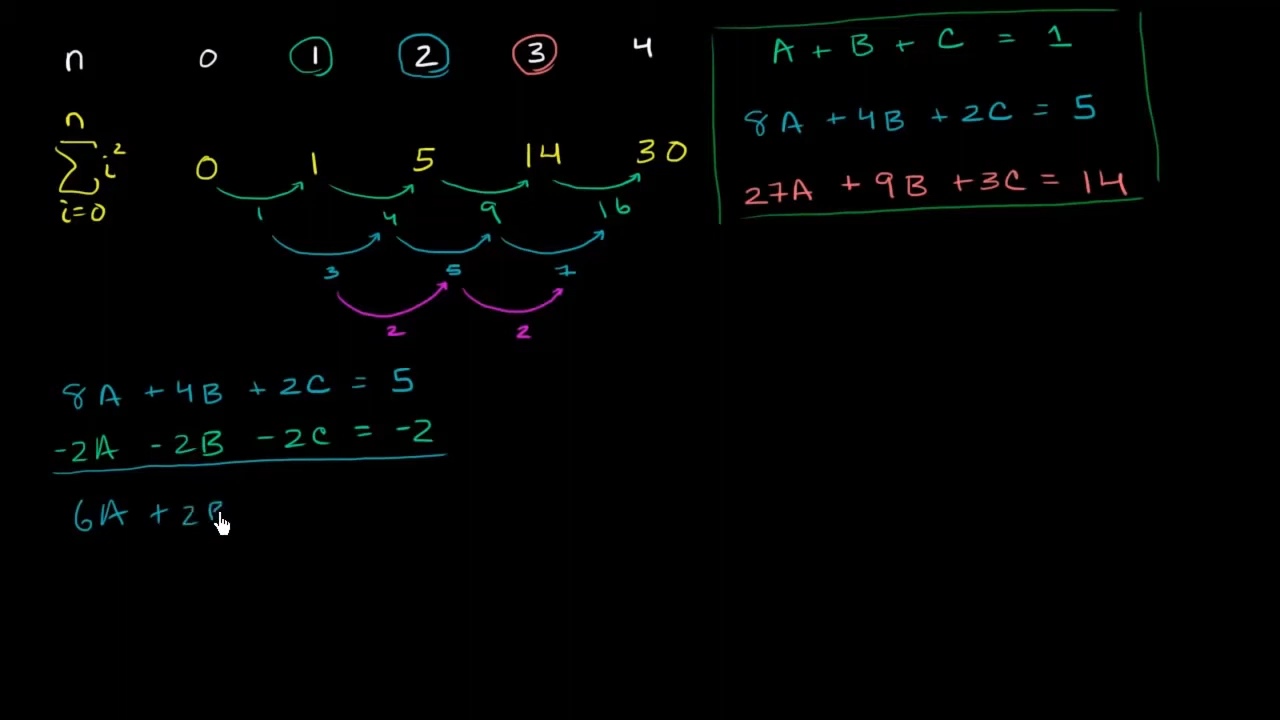 n 0 1 2 3 4
n
∑ i²
i=0
0 1 5 14 30
1 4 9 16
3 5 7
2 2
A + B + C = 1
8A + 4B + 2C = 5
27A + 9B + 3C = 14
8A + 4B + 2C = 5
-2A - 2B - 2C = -2
6A + 2B